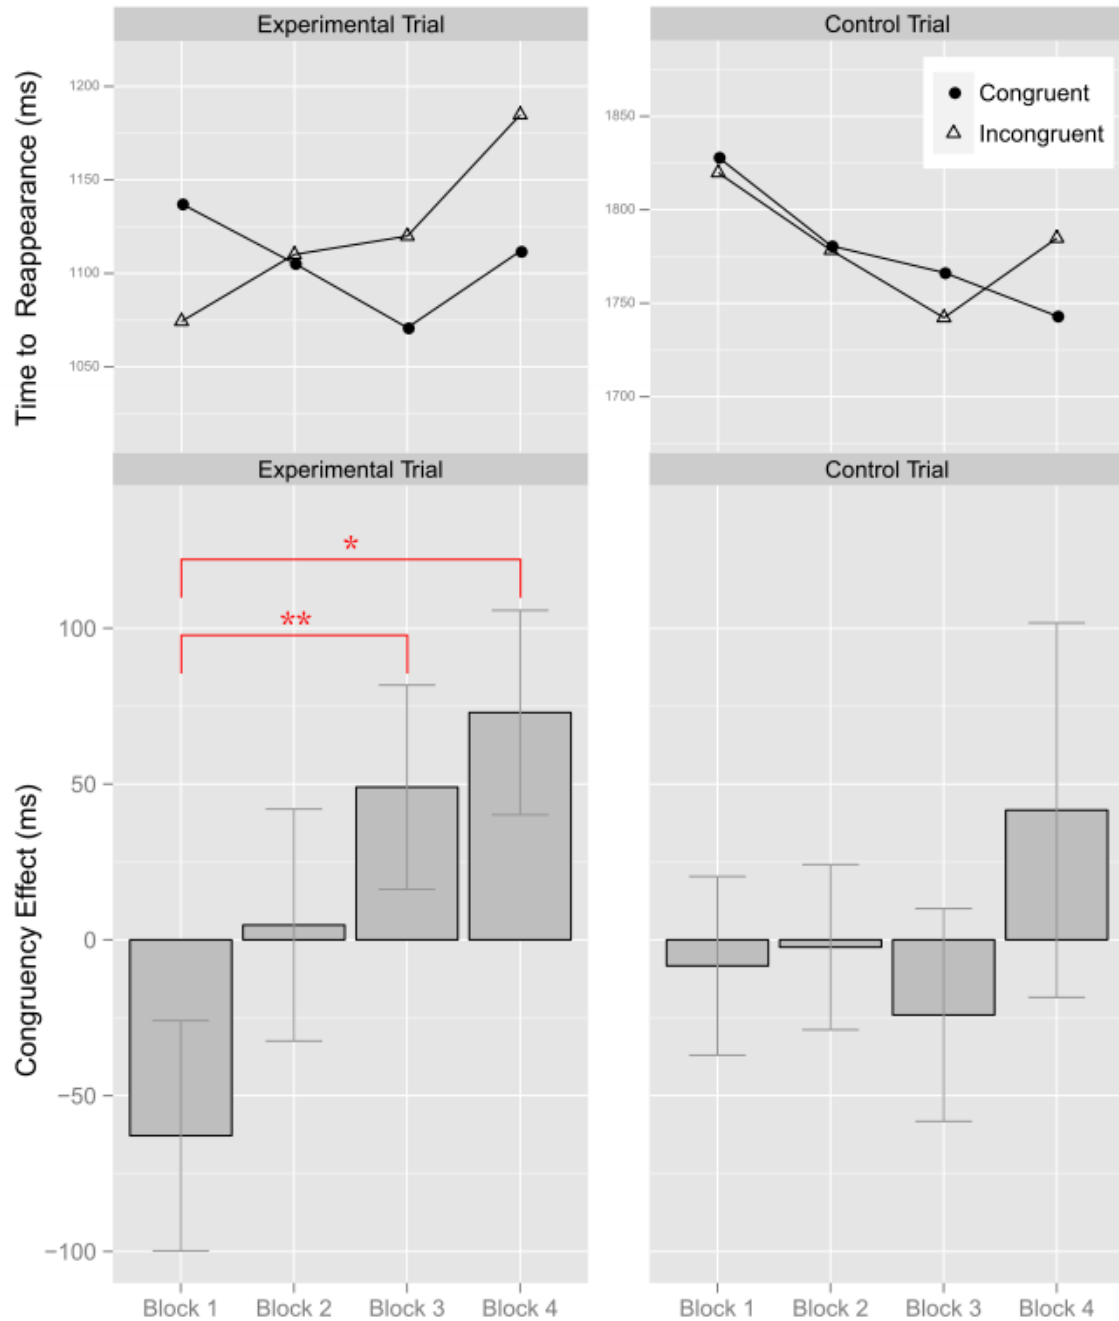 Experimental Trial
Control Trial
Time to Reappearance (ms)
1200
1150
1100
1050
1850
1800
1750
1700
Congruent
Incongruent
Experimental Trial
Control Trial
Congruency Effect (ms)
*
**
100
50
0
−50
−100
Block 1 Block 2 Block 3 Block 4
Block 1 Block 2 Block 3 Block 4